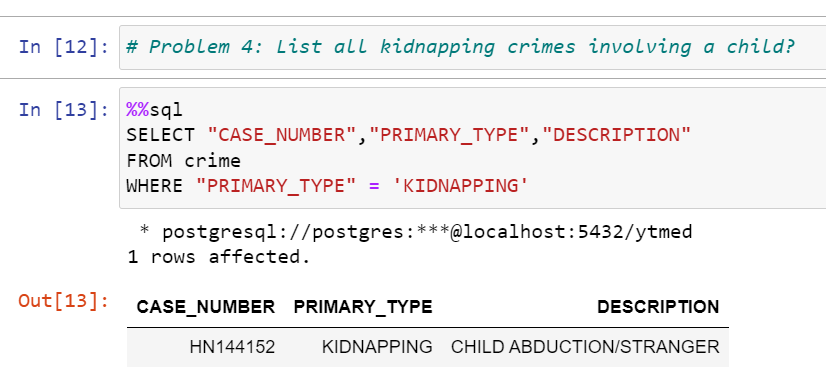 In [12]: # Problem 4: List all kidnapping crimes involving a child?
In [13]: %%sql
SELECT "CASE_NUMBER","PRIMARY_TYPE","DESCRIPTION"
FROM crime
WHERE "PRIMARY_TYPE" = 'KIDNAPPING'
* postgresql://postgres:***@localhost:5432/ytmed
1 rows affected.
Out[13]: CASE_NUMBER PRIMARY_TYPE DESCRIPTION
HN144152 KIDNAPPING CHILD ABDUCTION/STRANGER